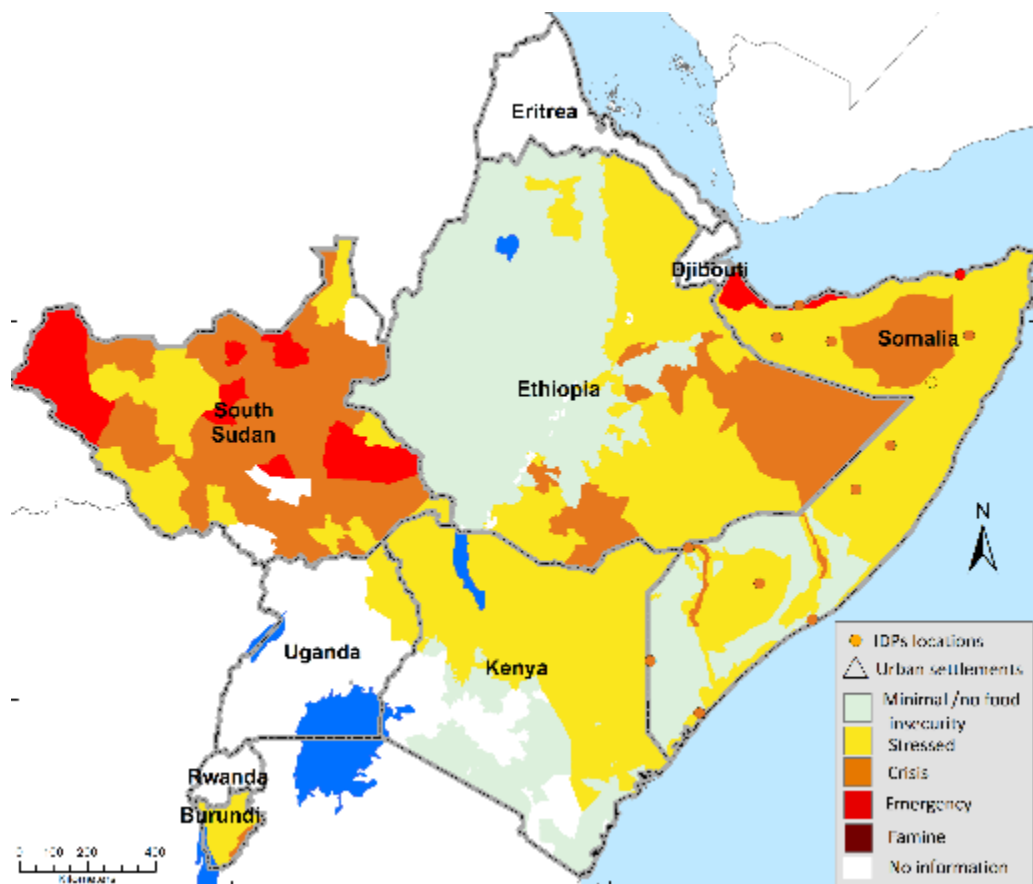 Eritrea
Djibouti
Somalia
Ethiopia
South
Sudan
N
Uganda
Kenya
Rwanda
Burundi
IDPs locations
Urban settlements
Minimal/no food
insecurity
Stressed
Crisis
Emergency
Famine
No information
0 100 200 400
Kilometers